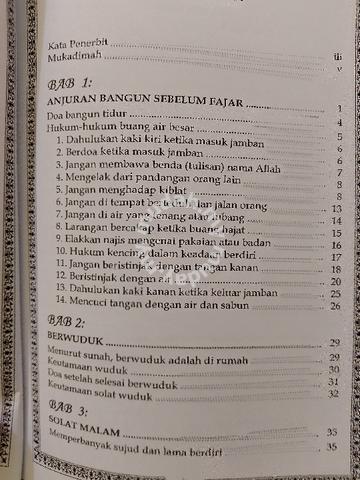 Kata Penerbit iii
Mukadimah v
BAB 1:
ANJURAN BANGUN SEBELUM FAJAR 1
Doa bangun tidur 4
Hukum-hukum buang air besar 4
1. Dahulukan kaki kiri ketika masuk jamban 5
2. Berdoa ketika masuk jamban 6
3. Jangan membawa benda (tulisan) nama Allah 7
4. Mengelak dari pandangan orang lain 7
5. Jangan menghadap kiblat 8
6. Jangan di tempat berteduh dan jalan orang 13
7. Jangan di air yang tenang atau lubang 14
8. Larangan bercakap ketika buang hajat 15
9. Elakkan najis mengenai pakaian atau badan 16
10. Hukum kencing dalam keadaan berdiri 17
11. Jangan beristinjak dengan tangan kanan 18
12. Beristinjak dengan air 20
13. Dahulukan kaki kanan ketika keluar jamban 25
14. Mencuci tangan dengan air dan sabun 26
BAB 2:
BERWUDUK 29
Menurut sunah, berwuduk adalah di rumah 29
Keutamaan wuduk 30
Doa setelah selesai berwuduk 31
Keutamaan solat wuduk 32
BAB 3:
SOLAT MALAM 35
Memperbanyak sujud dan lama berdiri 35